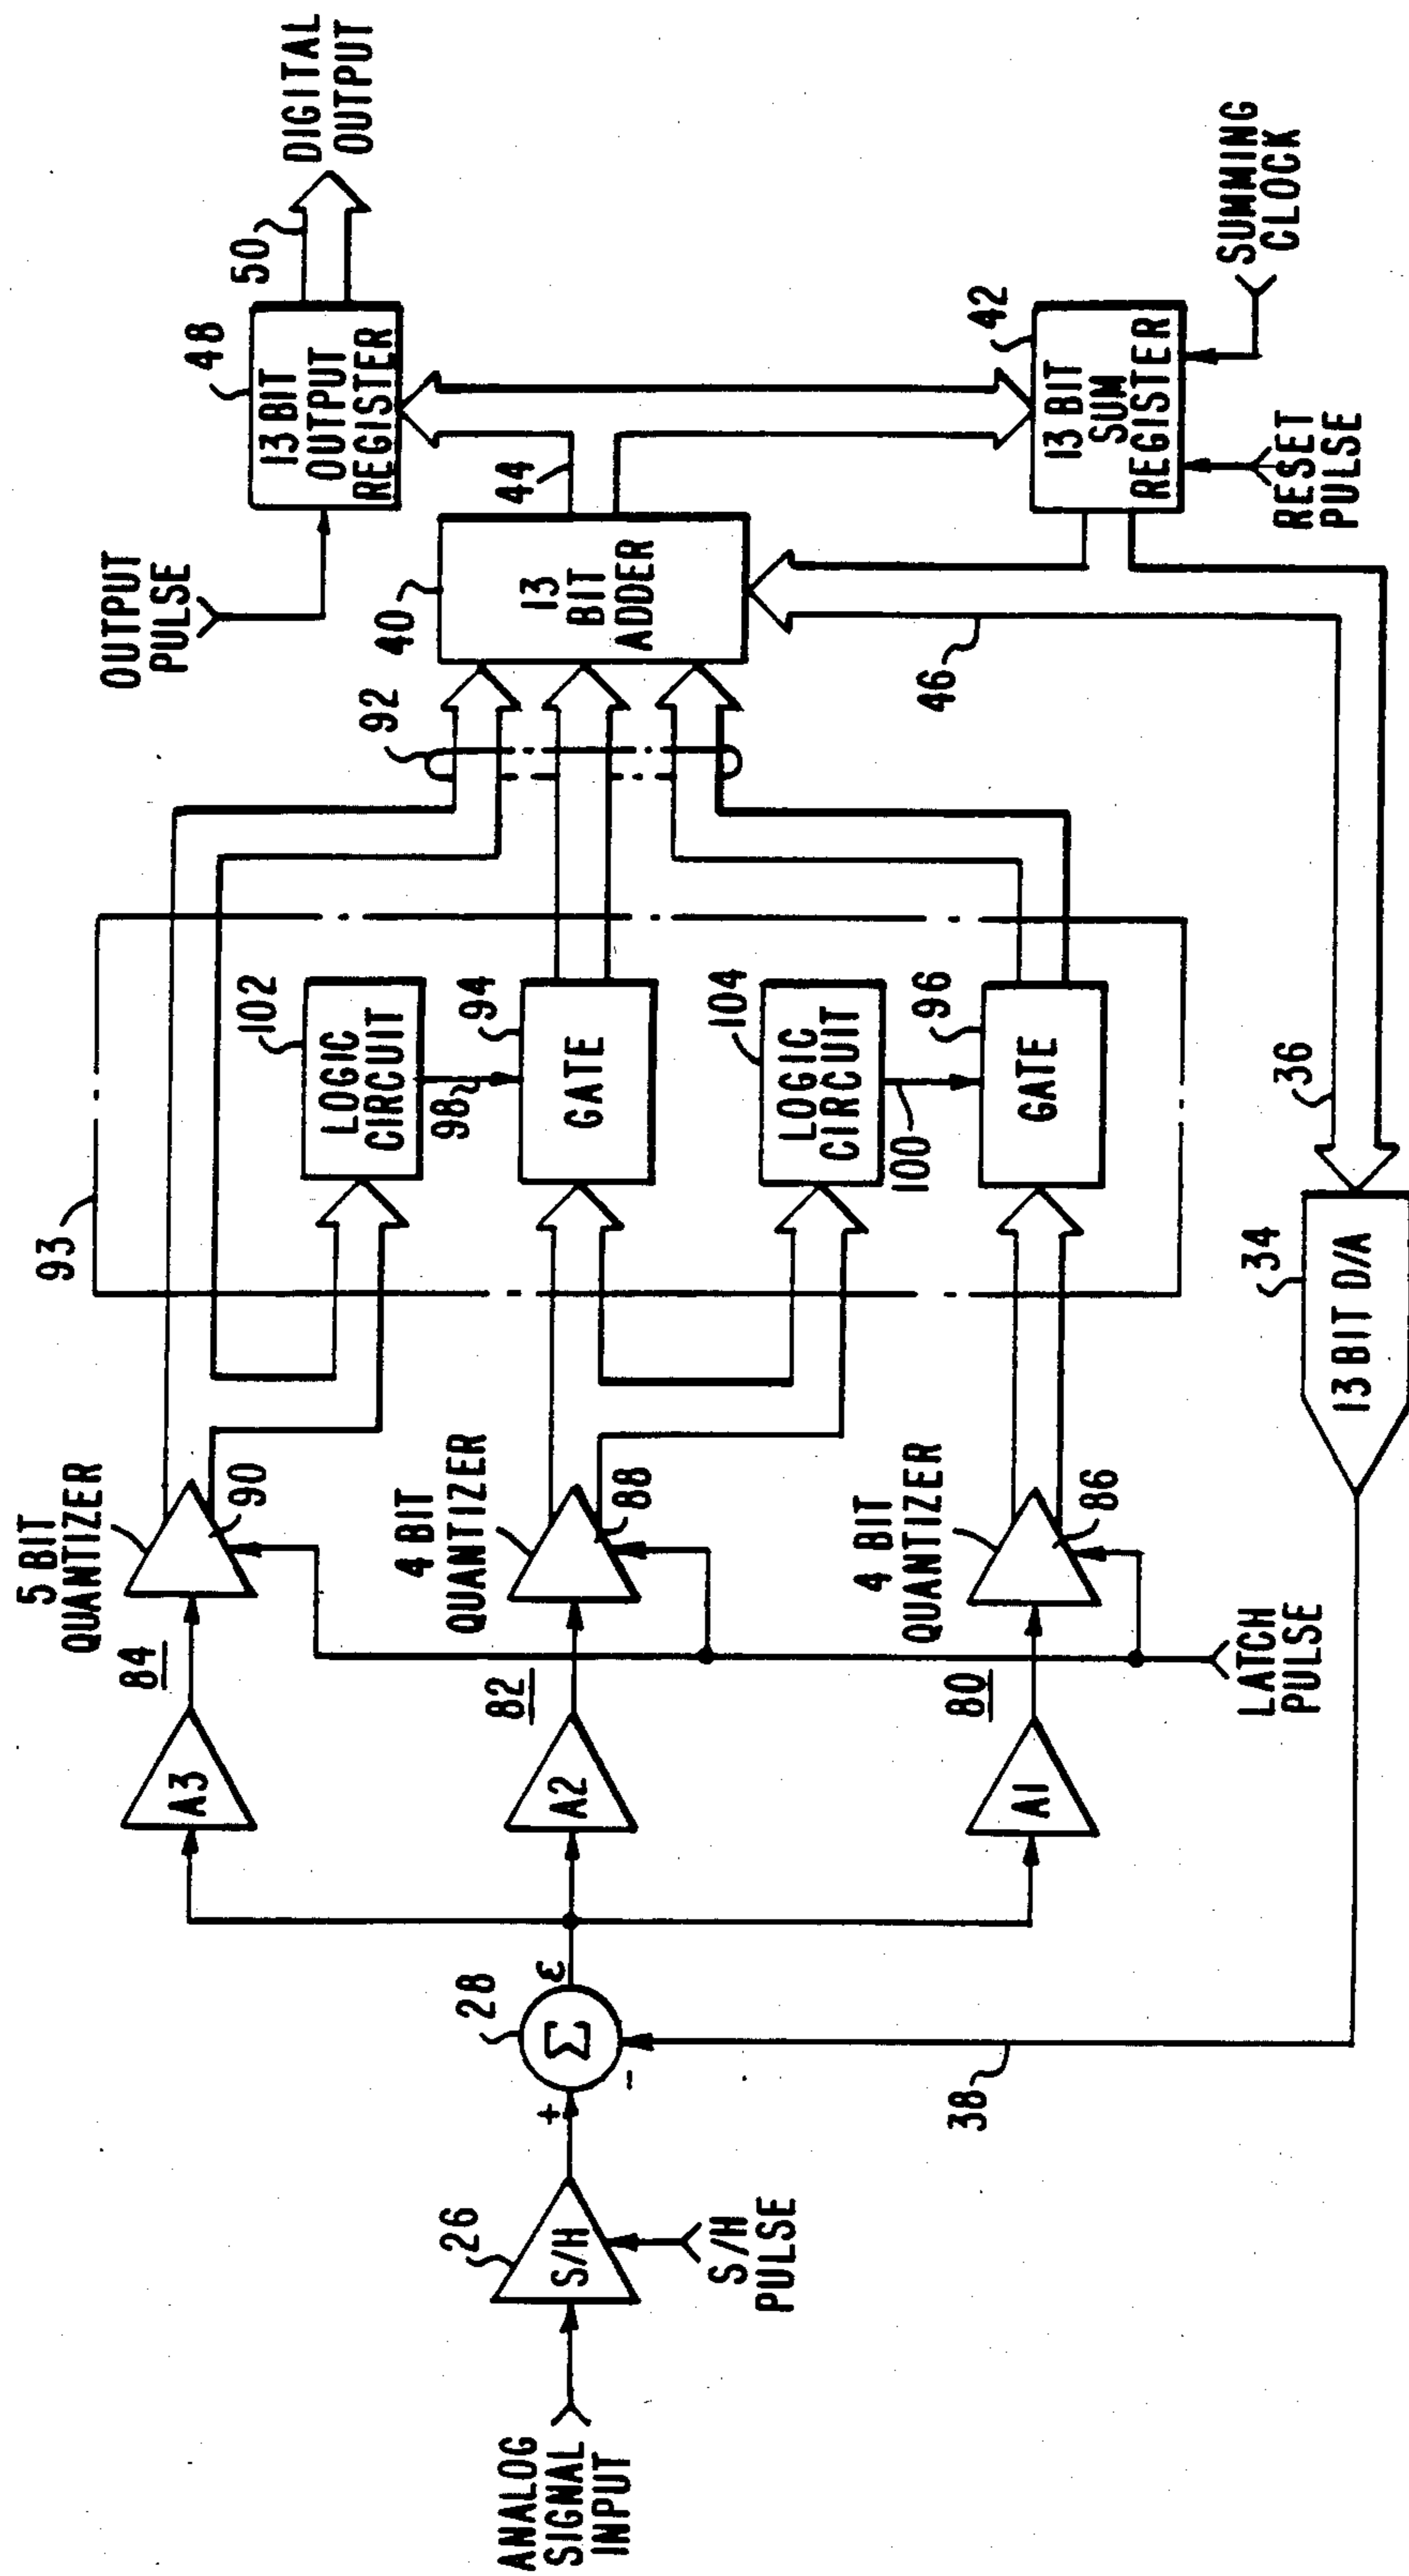 ANALOG
SIGNAL
INPUT
26
S/H
S/H
PULSE
+
-
28
Σ
ε
38
A3
84
5 BIT
QUANTIZER
90
A2
82
4 BIT
QUANTIZER
88
A1
80
4 BIT
QUANTIZER
86
LATCH
PULSE
93
102
LOGIC
CIRCUIT
98
94
GATE
104
LOGIC
CIRCUIT
100
96
GATE
34
13 BIT D/A
36
92
40
13
BIT
ADDER
46
44
OUTPUT
PULSE
48
13 BIT
OUTPUT
REGISTER
50
DIGITAL
OUTPUT
42
13 BIT
SUM
REGISTER
RESET
PULSE
SUMMING
CLOCK